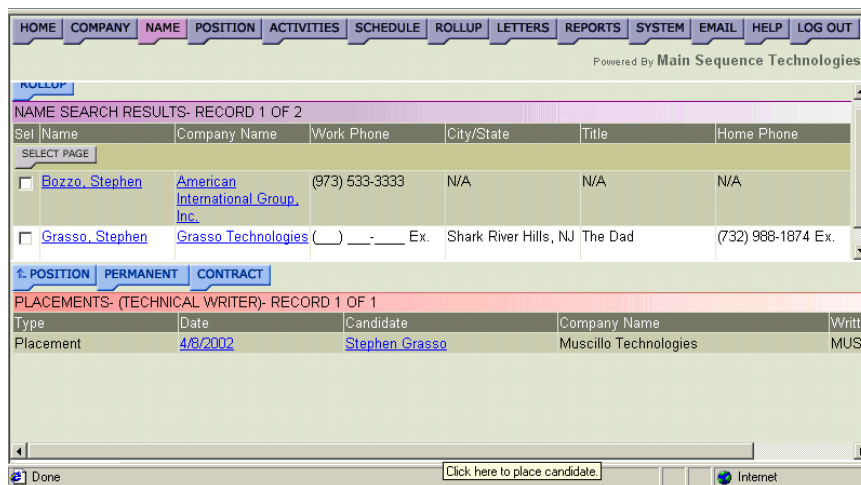 HOME COMPANY NAME POSITION ACTIVITIES SCHEDULE ROLLUP LETTERS REPORTS SYSTEM EMAIL HELP LOG OUT
Powered By Main Sequence Technologies
ROLLUP
NAME SEARCH RESULTS- RECORD 1 OF 2
Sel Name Company Name Work Phone City/State Title Home Phone
SELECT PAGE
Bozzo, Stephen American (973) 533-3333 N/A N/A N/A
International Group,
Inc.
Grasso, Stephen Grasso Technologies (___) ___-____ Ex. Shark River Hills, NJ The Dad (732) 988-1874 Ex.
POSITION PERMANENT CONTRACT
PLACEMENTS- (TECHNICAL WRITER)- RECORD 1 OF 1
Type Date Candidate Company Name Writt
Placement 4/8/2002 Stephen Grasso Muscillo Technologies MUS
Click here to place candidate.
Done Internet